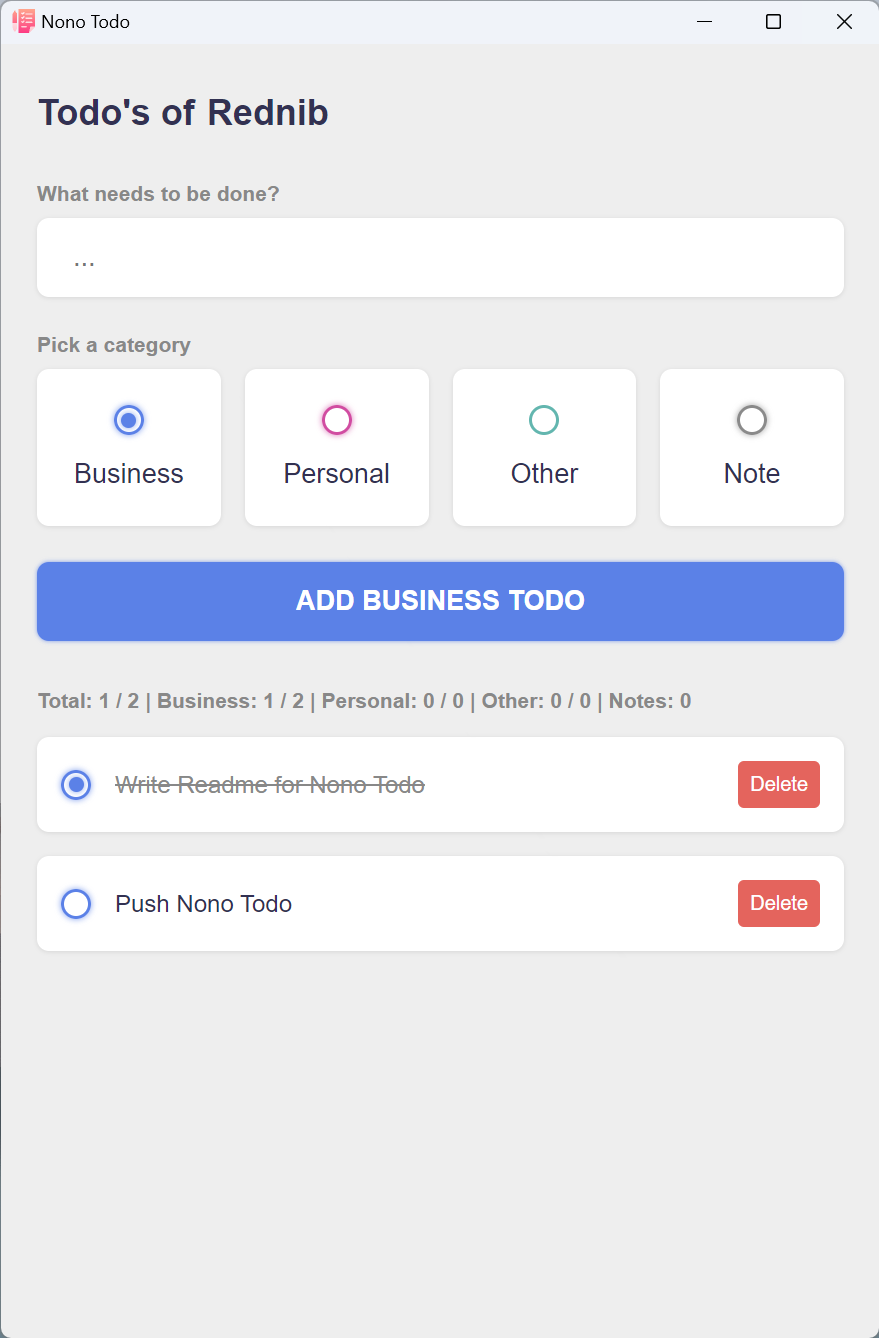 Nono Todo
Todo's of Rednib
What needs to be done?
...
Pick a category
Business Personal Other Note
ADD BUSINESS TODO
Total: 1 / 2 | Business: 1 / 2 | Personal: 0 / 0 | Other: 0 / 0 | Notes: 0
Write Readme for Nono Todo Delete
Push Nono Todo Delete